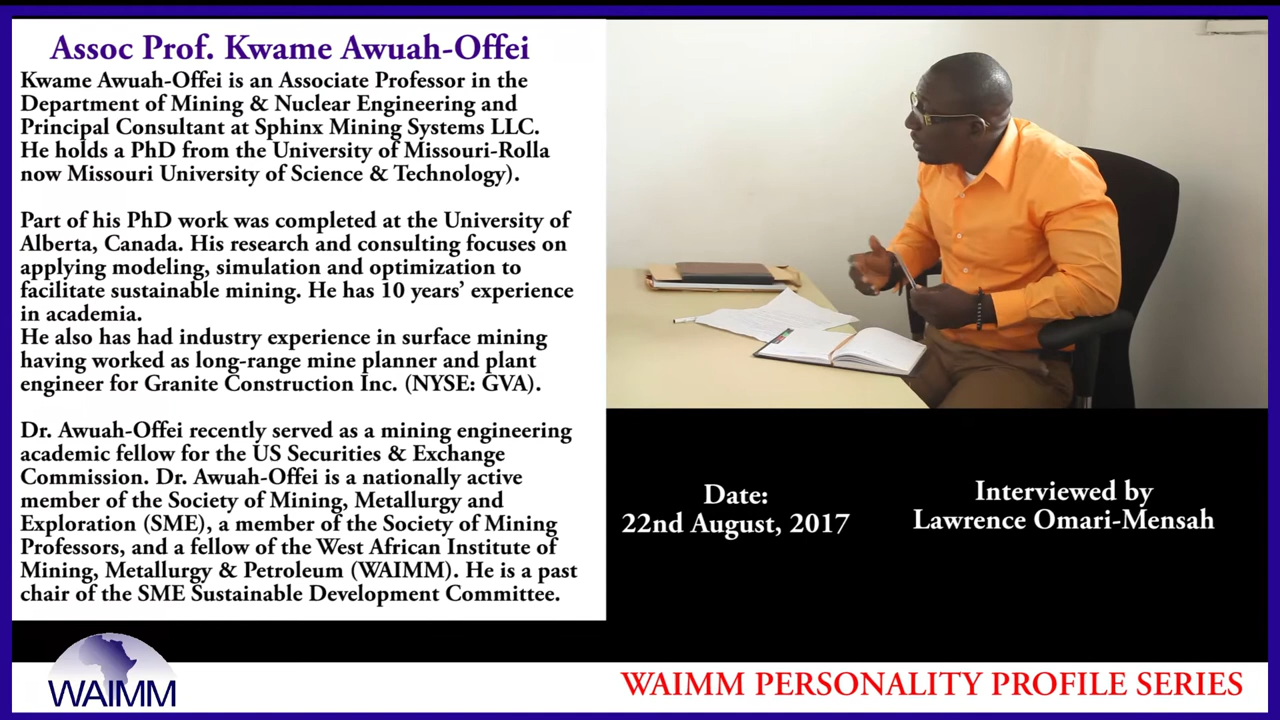 Assoc Prof. Kwame Awuah-Offei
Kwame Awuah-Offei is an Associate Professor in the
Department of Mining & Nuclear Engineering and
Principal Consultant at Sphinx Mining Systems LLC.
He holds a PhD from the University of Missouri-Rolla
now Missouri University of Science & Technology).
Part of his PhD work was completed at the University of
Alberta, Canada. His research and consulting focuses on
applying modeling, simulation and optimization to
facilitate sustainable mining. He has 10 years' experience
in academia.
He also has had industry experience in surface mining
having worked as long-range mine planner and plant
engineer for Granite Construction Inc. (NYSE: GVA).
Dr. Awuah-Offei recently served as a mining engineering
academic fellow for the US Securities & Exchange
Commission. Dr. Awuah-Offei is a nationally active
member of the Society of Mining, Metallurgy and
Exploration (SME), a member of the Society of Mining
Professors, and a fellow of the West African Institute of
Mining, Metallurgy & Petroleum (WAIMM). He is a past
chair of the SME Sustainable Development Committee.
Date:
22nd August, 2017
Interviewed by
Lawrence Omari-Mensah
WAIMM
WAIMM PERSONALITY PROFILE SERIES